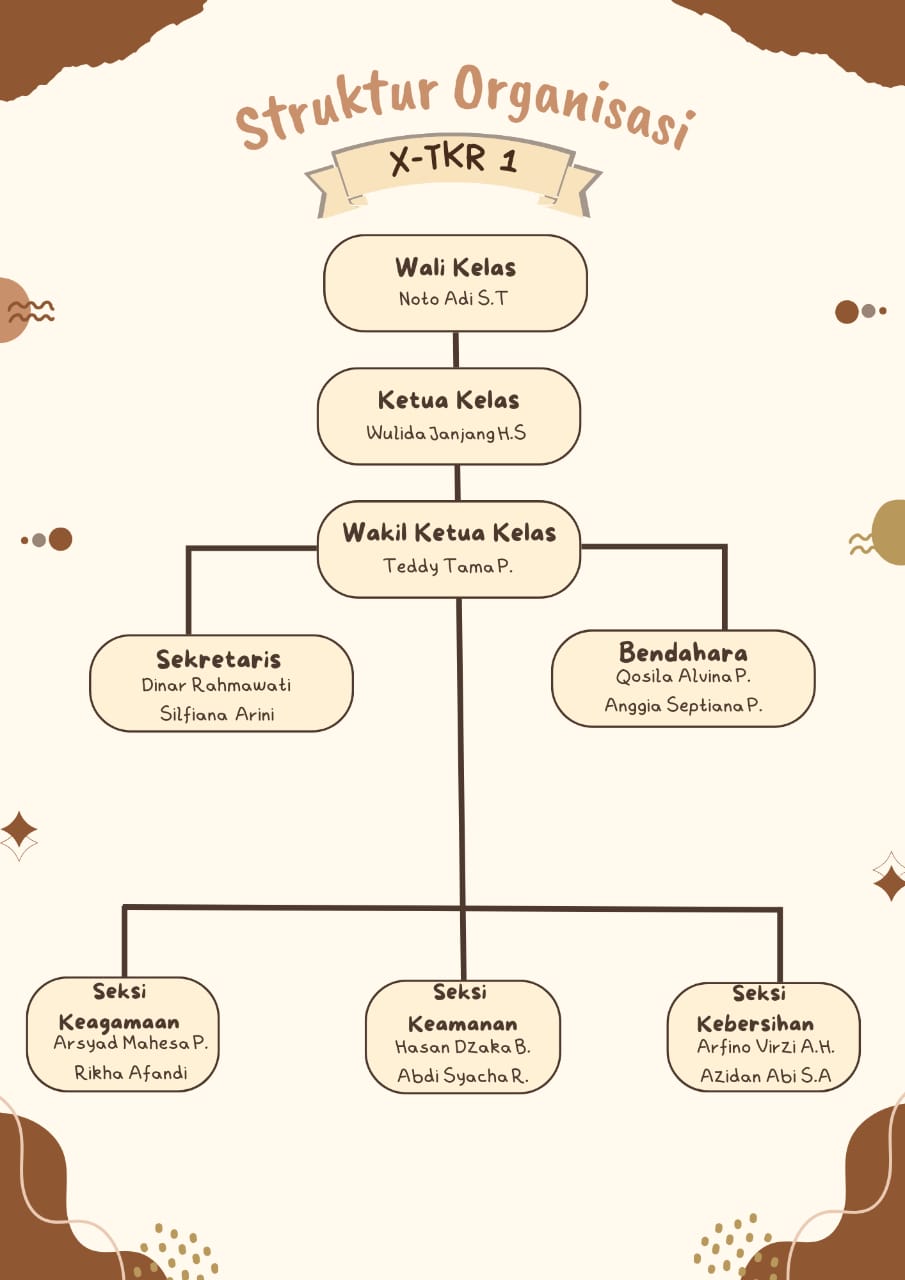 Struktur Organisasi
X-TKR 1
Wali Kelas
Noto Adi S.T
Ketua Kelas
Wulida Janjang H.S
Wakil Ketua Kelas
Teddy Tama P.
Sekretaris
Dinar Rahmawati
Silfiana Arini
Bendahara
Qosila Alvina P.
Anggia Septiana P.
Seksi
Keagamaan
Arsyad Mahesa P.
Rikha Afandi
Seksi
Keamanan
Hasan Dzaka B.
Abdi Syacha R.
Seksi
Kebersihan
Arfino Virzi A.H.
Azidan Abi S.A